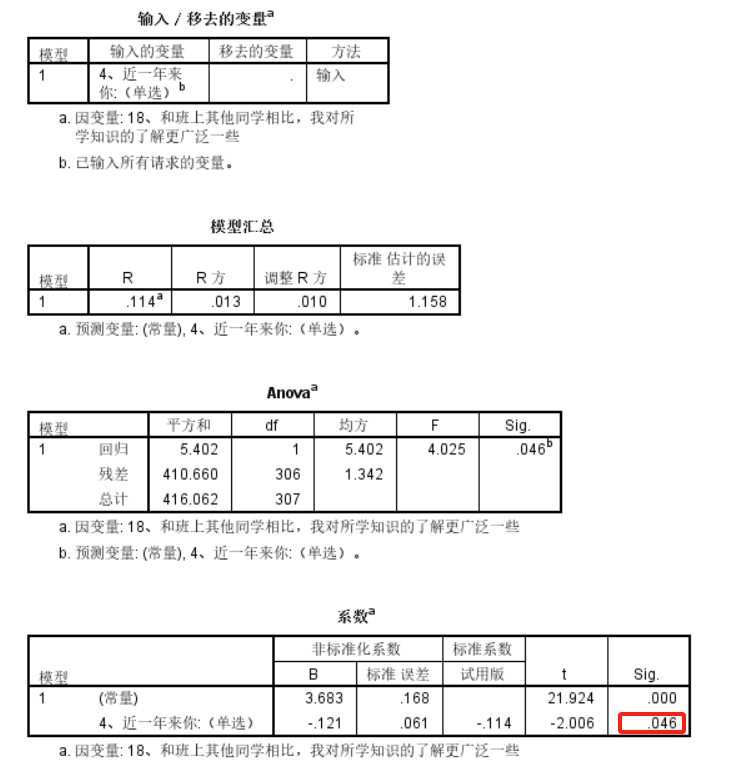 输入／移去的变量a
模型 输入的变量 移去的变量 方法
1 4、近一年来你:（单选）b . 输入
a. 因变量: 18、和班上其他同学相比，我对所
学知识的了解更广泛一些
b. 已输入所有请求的变量。
模型汇总
模型 R R 方 调整 R 方 标准 估计的误差
1 .114a .013 .010 1.158
a. 预测变量: (常量), 4、近一年来你:（单选）。
Anovaa
模型 平方和 df 均方 F Sig.
1 回归 5.402 1 5.402 4.025 .046b
残差 410.660 306 1.342
总计 416.062 307
a. 因变量: 18、和班上其他同学相比，我对所学知识的了解更广泛一些
b. 预测变量: (常量), 4、近一年来你:（单选）。
系数a
模型 非标准化系数 标准系数 t Sig.
B 标准 误差 试用版
1 (常量) 3.683 .168 21.924 .000
4、近一年来你:（单选） -.121 .061 -.114 -2.006 .046
a. 因变量: 18、和班上其他同学相比，我对所学知识的了解更广泛一些